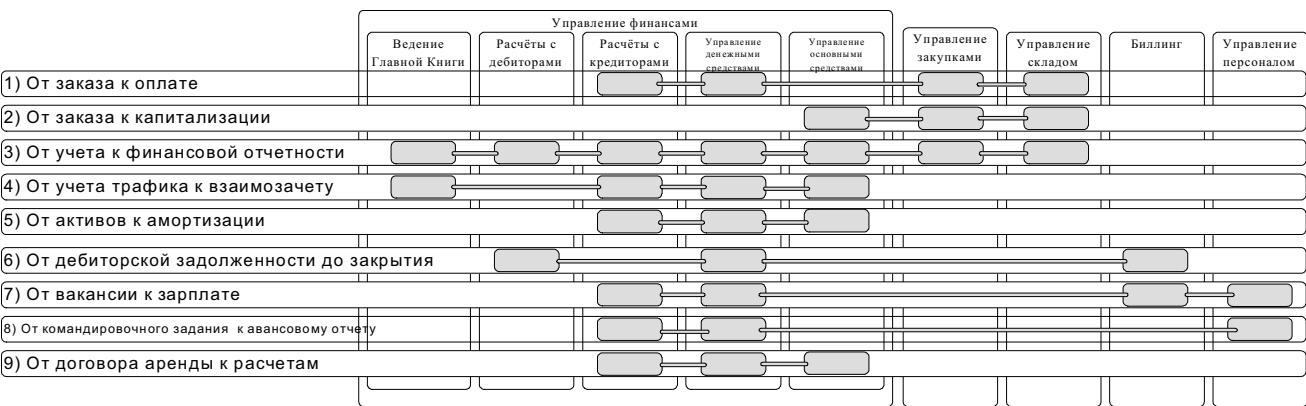 Управление финансами
Ведение
Главной Книги
Расчёты с
дебиторами
Расчёты с
кредиторами
Управление
денежными
средствами
Управление
основными
средствами
Управление
закупками
Управление
складом
Биллинг
Управление
персоналом
1) От заказа к оплате
2) От заказа к капитализации
3) От учета к финансовой отчетности
4) От учета трафика к взаимозачету
5) От активов к амортизации
6) От дебиторской задолженности до закрытия
7) От вакансии к зарплате
8) От командировочного задания к авансовому отчету
9) От договора аренды к расчетам